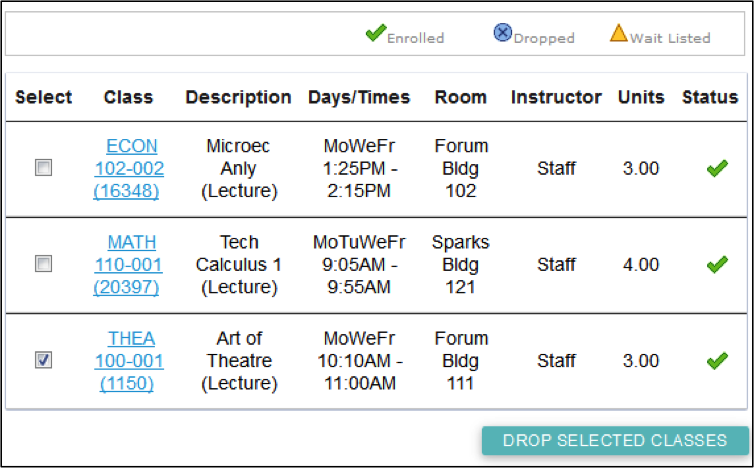 Enrolled Dropped Wait Listed
Select Class Description Days/Times Room Instructor Units Status
ECON Microec MoWeFr Forum
102-002 Anly 1:25PM - Bldg Staff 3.00
(16348) (Lecture) 2:15PM 102
MATH Tech MoTuWeFr Sparks
110-001 Calculus 1 9:05AM - Bldg Staff 4.00
(20397) (Lecture) 9:55AM 121
THEA Art of MoWeFr Forum
100-001 Theatre 10:10AM - Bldg Staff 3.00
(1150) (Lecture) 11:00AM 111
DROP SELECTED CLASSES